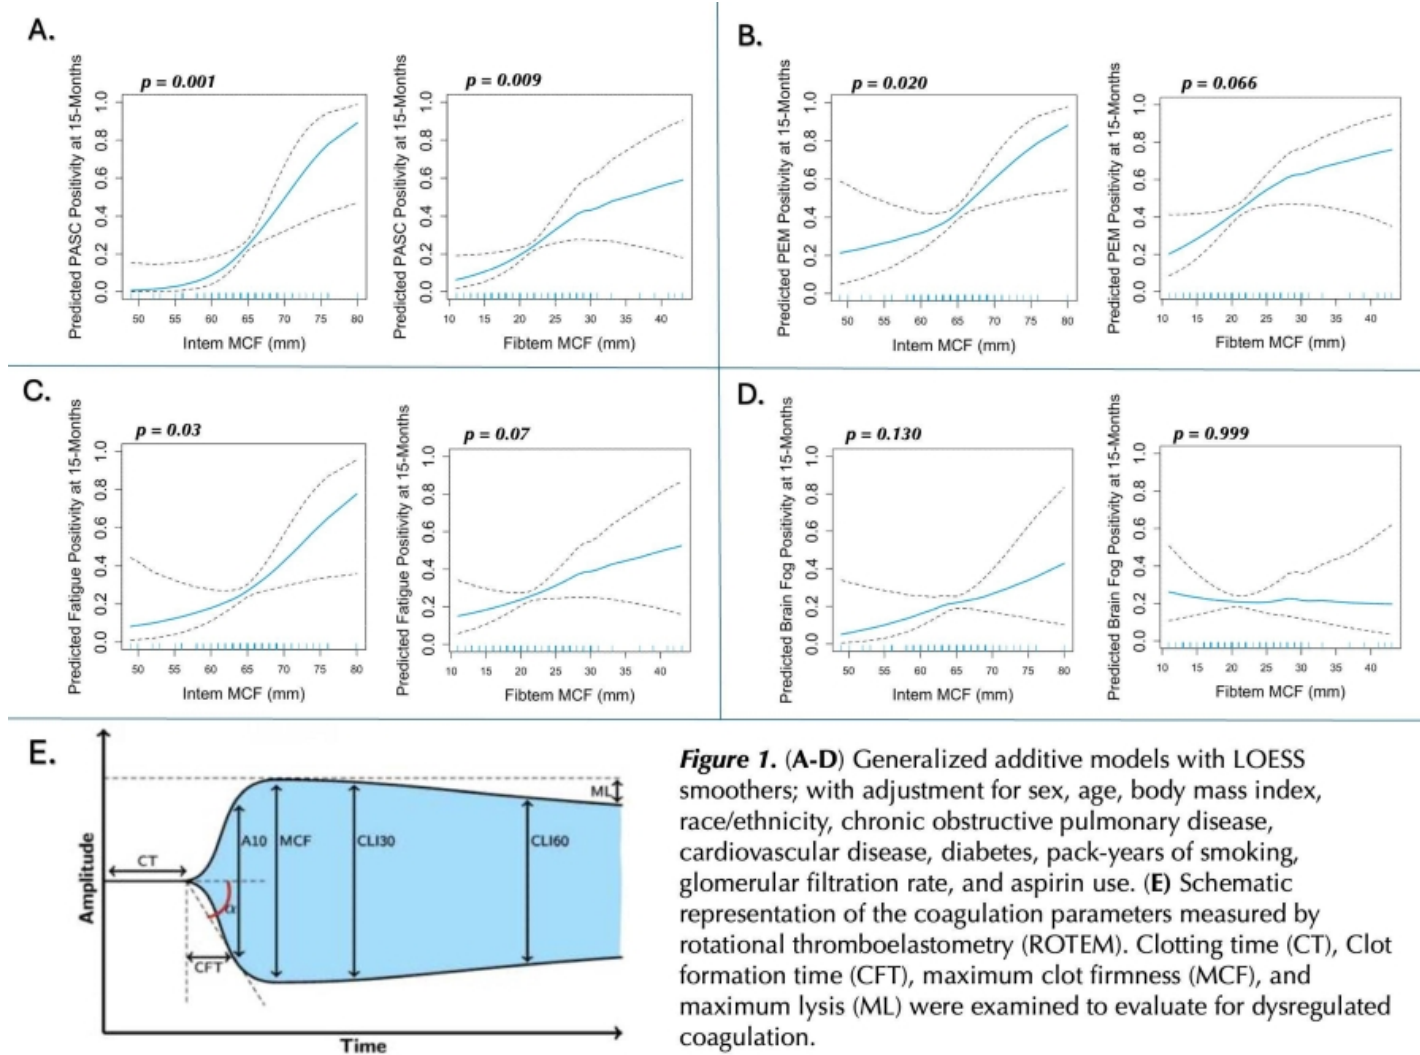 A.
p = 0.001
Predicted PASC Positivity at 15-Months
1.0
0.8
0.6
0.4
0.2
0.0
50 55 60 65 70 75 80
Intem MCF (mm)
p = 0.009
Predicted PASC Positivity at 15-Months
1.0
0.8
0.6
0.4
0.2
0.0
10 15 20 25 30 35 40
Fibtem MCF (mm)
B.
p = 0.020
Predicted PEM Positivity at 15-Months
1.0
0.8
0.6
0.4
0.2
0.0
50 55 60 65 70 75 80
Intem MCF (mm)
p = 0.066
Predicted PEM Positivity at 15-Months
1.0
0.8
0.6
0.4
0.2
0.0
10 15 20 25 30 35 40
Fibtem MCF (mm)
C.
p = 0.03
Predicted Fatigue Positivity at 15-Months
1.0
0.8
0.6
0.4
0.2
0.0
50 55 60 65 70 75 80
Intem MCF (mm)
p = 0.07
Predicted Fatigue Positivity at 15-Months
1.0
0.8
0.6
0.4
0.2
0.0
10 15 20 25 30 35 40
Fibtem MCF (mm)
D.
p = 0.130
Predicted Brain Fog Positivity at 15-Months
1.0
0.8
0.6
0.4
0.2
0.0
50 55 60 65 70 75 80
Intem MCF (mm)
p = 0.999
Predicted Brain Fog Positivity at 15-Months
1.0
0.8
0.6
0.4
0.2
0.0
10 15 20 25 30 35 40
Fibtem MCF (mm)
E.
Amplitude
CT
A10
MCF
CLI30
CLI60
ML
α
CFT
Time
Figure 1. (A-D) Generalized additive models with LOESS
smoothers; with adjustment for sex, age, body mass index,
race/ethnicity, chronic obstructive pulmonary disease,
cardiovascular disease, diabetes, pack-years of smoking,
glomerular filtration rate, and aspirin use. (E) Schematic
representation of the coagulation parameters measured by
rotational thromboelastometry (ROTEM). Clotting time (CT), Clot
formation time (CFT), maximum clot firmness (MCF), and
maximum lysis (ML) were examined to evaluate for dysregulated
coagulation.